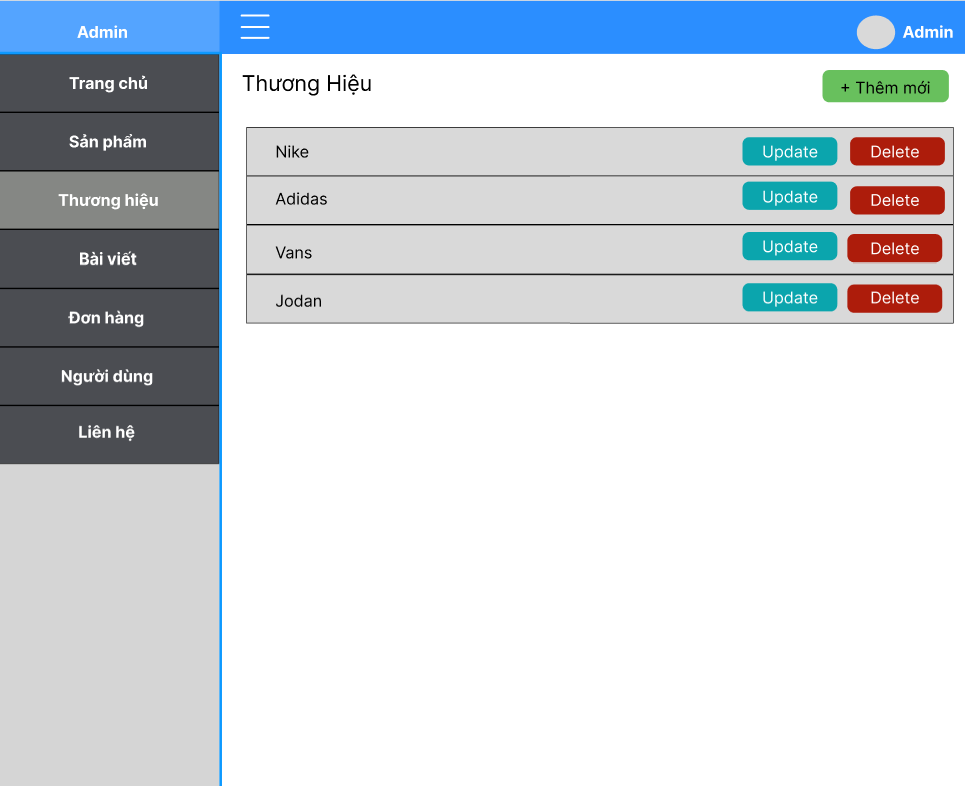 Admin
Admin
Trang chủ
Sản phẩm
Thương hiệu
Bài viết
Đơn hàng
Người dùng
Liên hệ
Thương Hiệu
+ Thêm mới
Nike Update Delete
Adidas Update Delete
Vans Update Delete
Jodan Update Delete